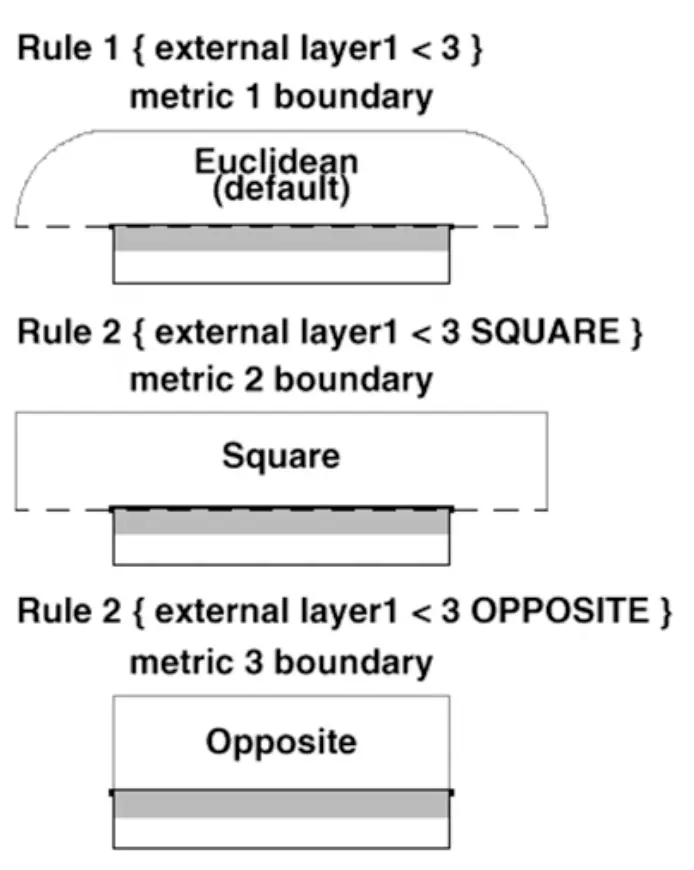 Rule 1 { external layer1 < 3 }
metric 1 boundary
Euclidean
(default)
Rule 2 { external layer1 < 3 SQUARE }
metric 2 boundary
Square
Rule 2 { external layer1 < 3 OPPOSITE }
metric 3 boundary
Opposite